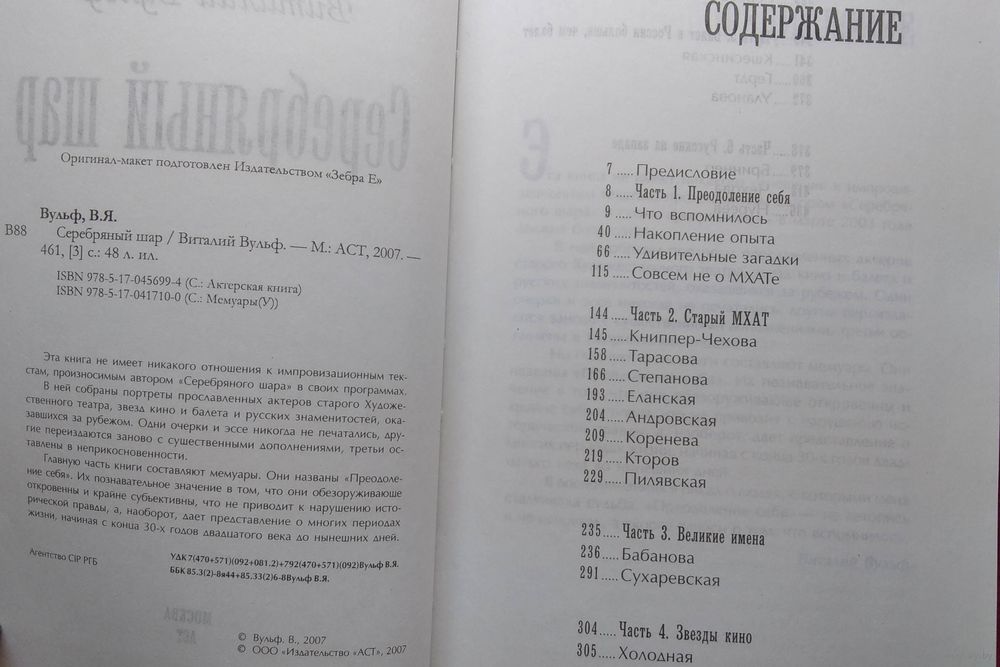 Оригинал-макет подготовлен Издательством «Зебра Е»
Вульф, В.Я.
В88
Серебряный шар / Виталий Вульф. — М.: АСТ, 2007. —
461, [3] с.: 48 л. ил.
ISBN 978-5-17-045699-4 (С.: Актерская книга)
ISBN 978-5-17-041710-0 (С.: Мемуары(У))
Эта книга не имеет никакого отношения к импровизационным тек-
стам, произносимым автором «Серебряного шара» в своих программах.
В ней собраны портреты прославленных актеров старого Художе-
ственного театра, звезд кино и балета и русских знаменитостей, ока-
завшихся за рубежом. Одни очерки и эссе никогда не печатались, дру-
гие переиздаются заново с существенными дополнениями, третьи ос-
тавлены в неприкосновенности.
Главную часть книги составляют мемуары. Они названы «Преодоле-
ние себя». Их познавательное значение в том, что они обезоруживающе
откровенны и крайне субъективны, что не приводит к нарушению исто-
рической правды, а, наоборот, дает представление о многих периодах
жизни, начиная с конца 30-х годов двадцатого века до нынешних дней.
УДК 7(470+571)(092+081.2)+792(470+571)(092)Вульф В.Я.
Агентство CIP РГБ
ББК 85.3(2)-8я44+85.33(2)6-8Вульф В.Я.
© Вульф. В., 2007
© ООО «Издательство «АСТ», 2007
СОДЕРЖАНИЕ
7 ..... Предисловие
8 ..... Часть 1. Преодоление себя
9 ..... Что вспомнилось
40 ..... Накопление опыта
66 ..... Удивительные загадки
115 ..... Совсем не о МХАТе
144 ..... Часть 2. Старый МХАТ
145 ..... Книппер-Чехова
158 ..... Тарасова
166 ..... Степанова
193 ..... Еланская
204 ..... Андровская
209 ..... Коренева
219 ..... Кторов
229 ..... Пилявская
235 ..... Часть 3. Великие имена
236 ..... Бабанова
291 ..... Сухаревская
304 ..... Часть 4. Звезды кино
305 ..... Холодная